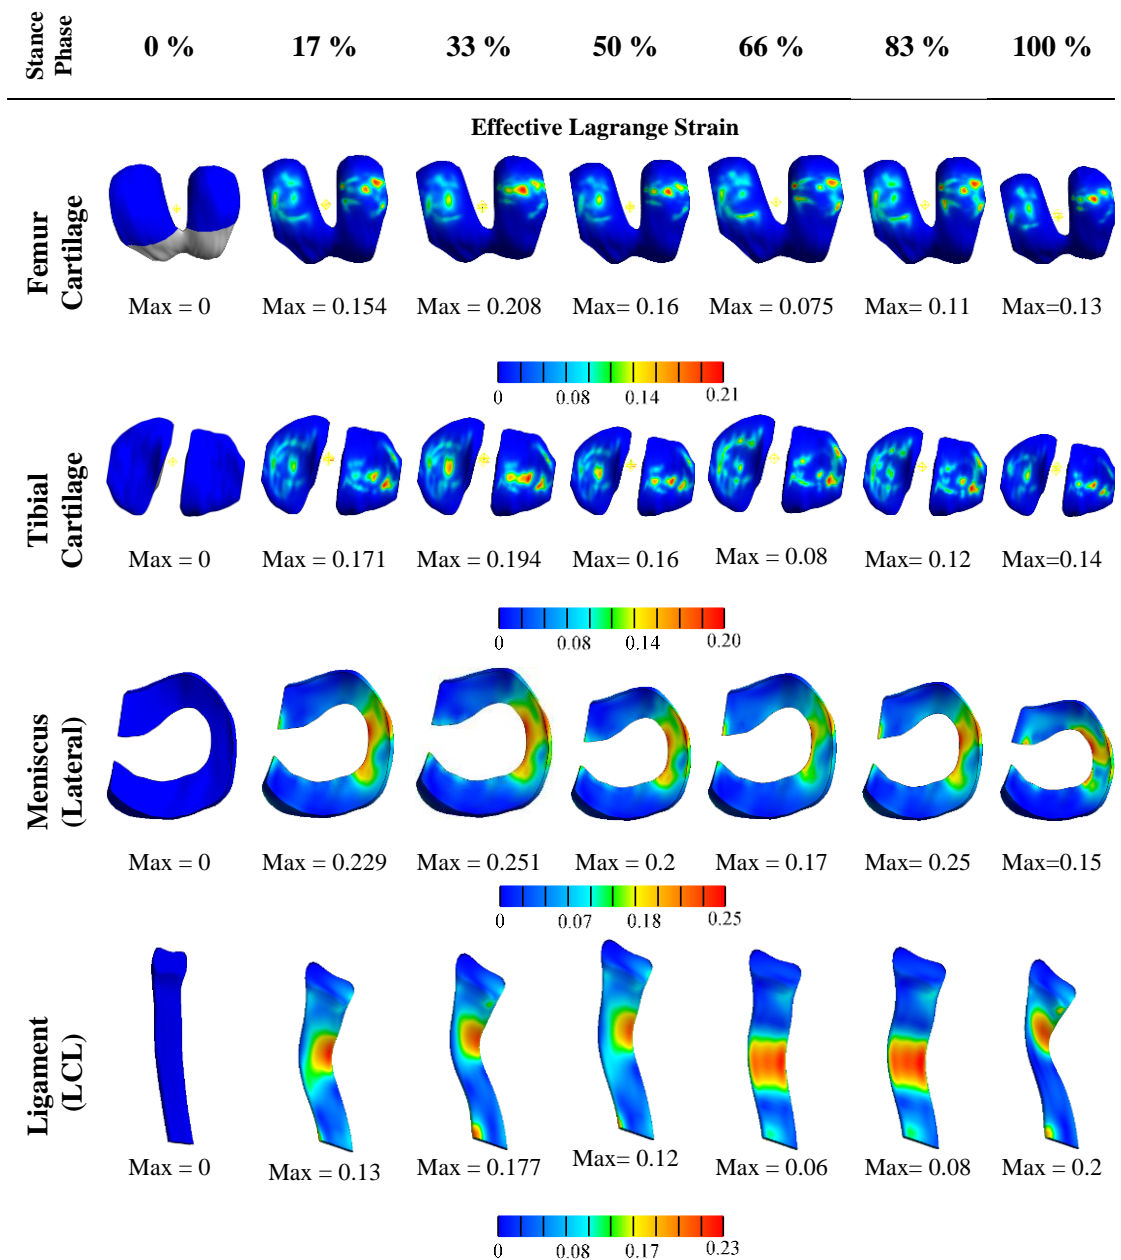 Stance
Phase
0 %
17 %
33 %
50 %
66 %
83 %
100 %
Effective Lagrange Strain
Femur
Cartilage
Max = 0
Max = 0.154
Max = 0.208
Max= 0.16
Max = 0.075
Max= 0.11
Max=0.13
0
0.08
0.14
0.21
Tibial
Cartilage
Max = 0
Max = 0.171
Max = 0.194
Max= 0.16
Max = 0.08
Max= 0.12
Max=0.14
0
0.08
0.14
0.20
Meniscus
(Lateral)
Max = 0
Max = 0.229
Max = 0.251
Max= 0.2
Max = 0.17
Max= 0.25
Max=0.15
0
0.07
0.18
0.25
Ligament
(LCL)
Max = 0
Max = 0.13
Max = 0.177
Max= 0.12
Max = 0.06
Max = 0.08
Max = 0.2
0
0.08
0.17
0.23